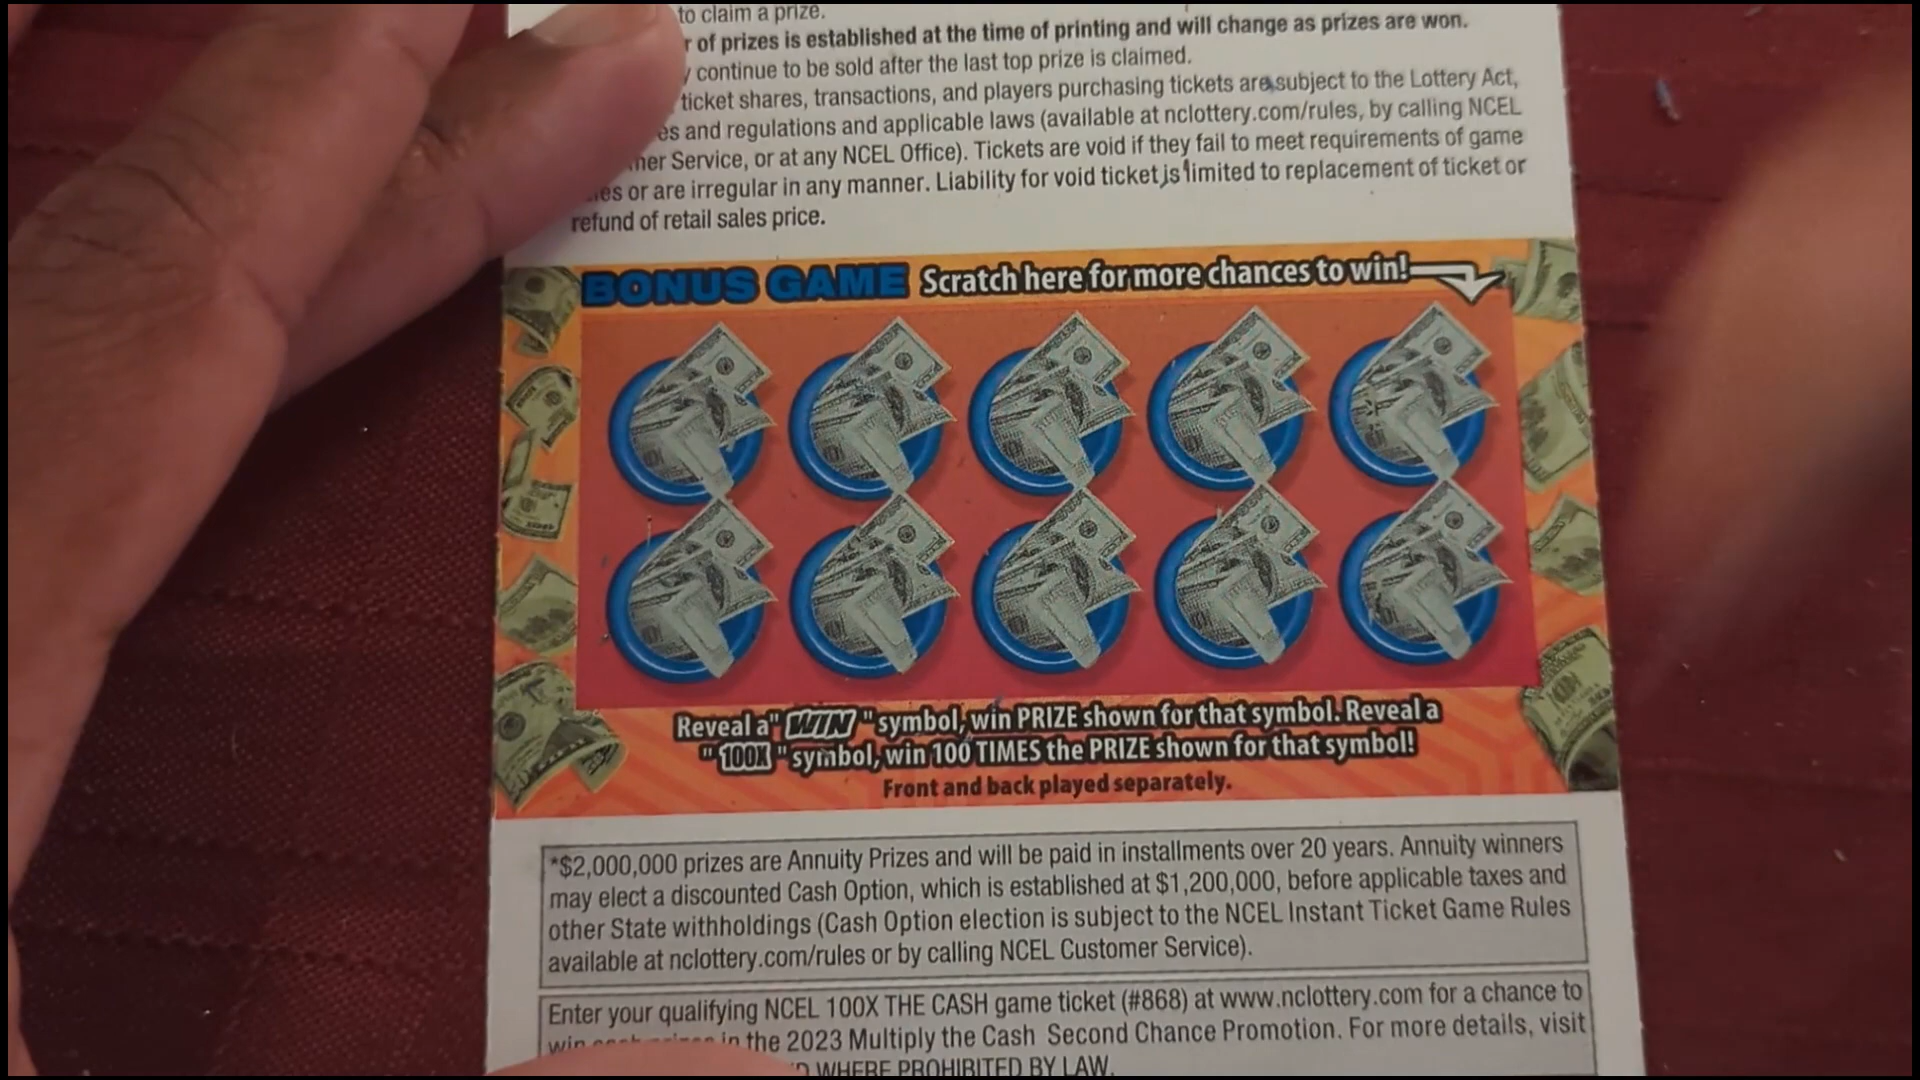 to claim a prize.
of prizes is established at the time of printing and will change as prizes are won.
continue to be sold after the last top prize is claimed.
ticket shares, transactions, and players purchasing tickets are subject to the Lottery Act,
es and regulations and applicable laws (available at nclottery.com/rules, by calling NCEL
mer Service, or at any NCEL Office). Tickets are void if they fail to meet requirements of game
es or are irregular in any manner. Liability for void ticket is limited to replacement of ticket or
refund of retail sales price.
BONUS GAME Scratch here for more chances to win!
Reveal a "WIN" symbol, win PRIZE shown for that symbol. Reveal a
"100X" symbol, win 100 TIMES the PRIZE shown for that symbol!
Front and back played separately.
*$2,000,000 prizes are Annuity Prizes and will be paid in installments over 20 years. Annuity winners
may elect a discounted Cash Option, which is established at $1,200,000, before applicable taxes and
other State withholdings (Cash Option election is subject to the NCEL Instant Ticket Game Rules
available at nclottery.com/rules or by calling NCEL Customer Service).
Enter your qualifying NCEL 100X THE CASH game ticket (#868) at www.nclottery.com for a chance to
win in the 2023 Multiply the Cash Second Chance Promotion. For more details, visit
WHERE PROHIBITED BY LAW.